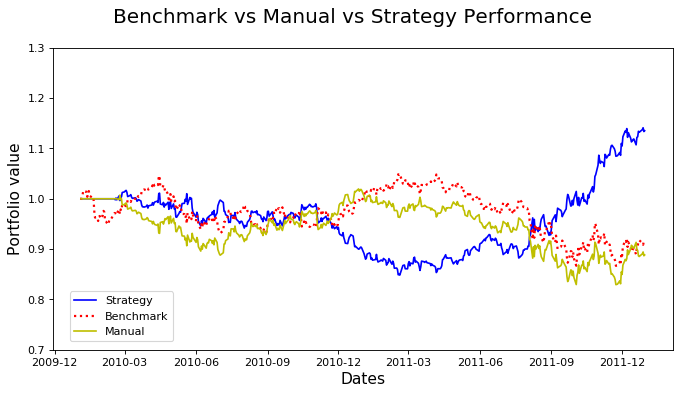 Benchmark vs Manual vs Strategy Performance
Portfolio value
1.3
1.2
1.1
1.0
0.9
0.8
0.7
Strategy
Benchmark
Manual
2009-12 2010-03 2010-06 2010-09 2010-12 2011-03 2011-06 2011-09 2011-12
Dates